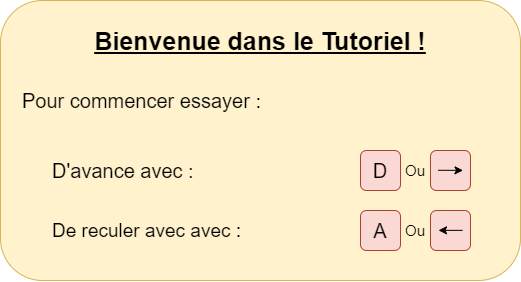 Bienvenue dans le Tutoriel !
Pour commencer essayer :
D'avance avec : D Ou →
De reculer avec avec : A Ou ←